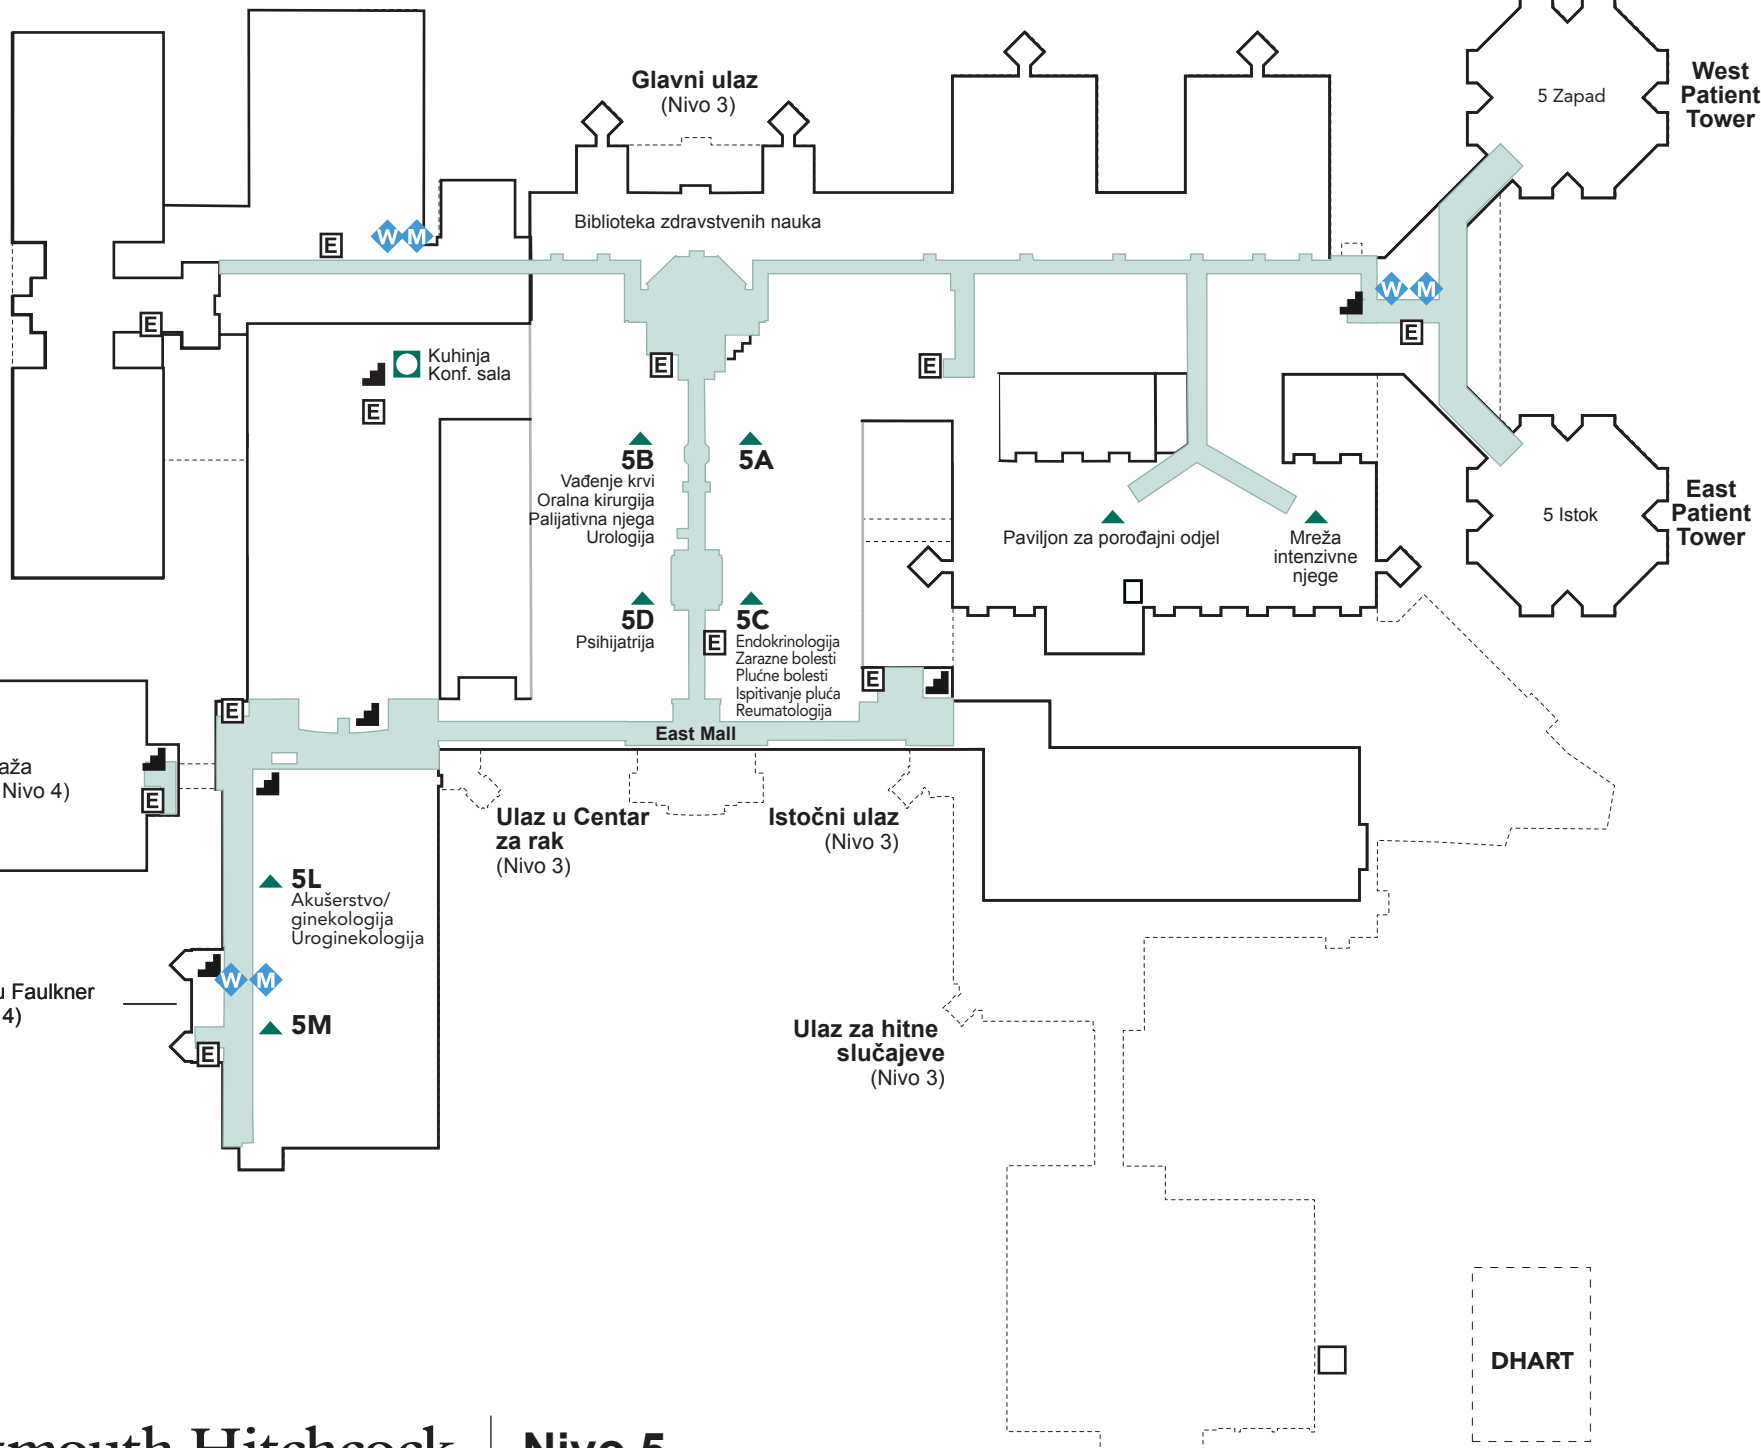 Glavni ulaz
(Nivo 3)
5 Zapad
West
Patient
Tower
Biblioteka zdravstvenih nauka
W M
E
W M
E
E
Kuhinja
Konf. sala
E
E
E
5B
Vađenje krvi
Oralna kirurgija
Palijativna njega
Urologija
5A
Paviljon za porođajni odjel
Mreža
intenzivne
njege
5 Istok
East
Patient
Tower
5D
Psihijatrija
5C
E
Endokrinologija
Zarazne bolesti
Plućne bolesti
Ispitivanje pluća
Reumatologija
E
E
East Mall
aža
Nivo 4)
E
Ulaz u Centar
za rak
(Nivo 3)
Istočni ulaz
(Nivo 3)
5L
Akušerstvo/
ginekologija
Uroginekologija
W M
u Faulkner
4)
5M
E
Ulaz za hitne
slučajeve
(Nivo 3)
DHART
tmouth Hitchcock
Nivo 5